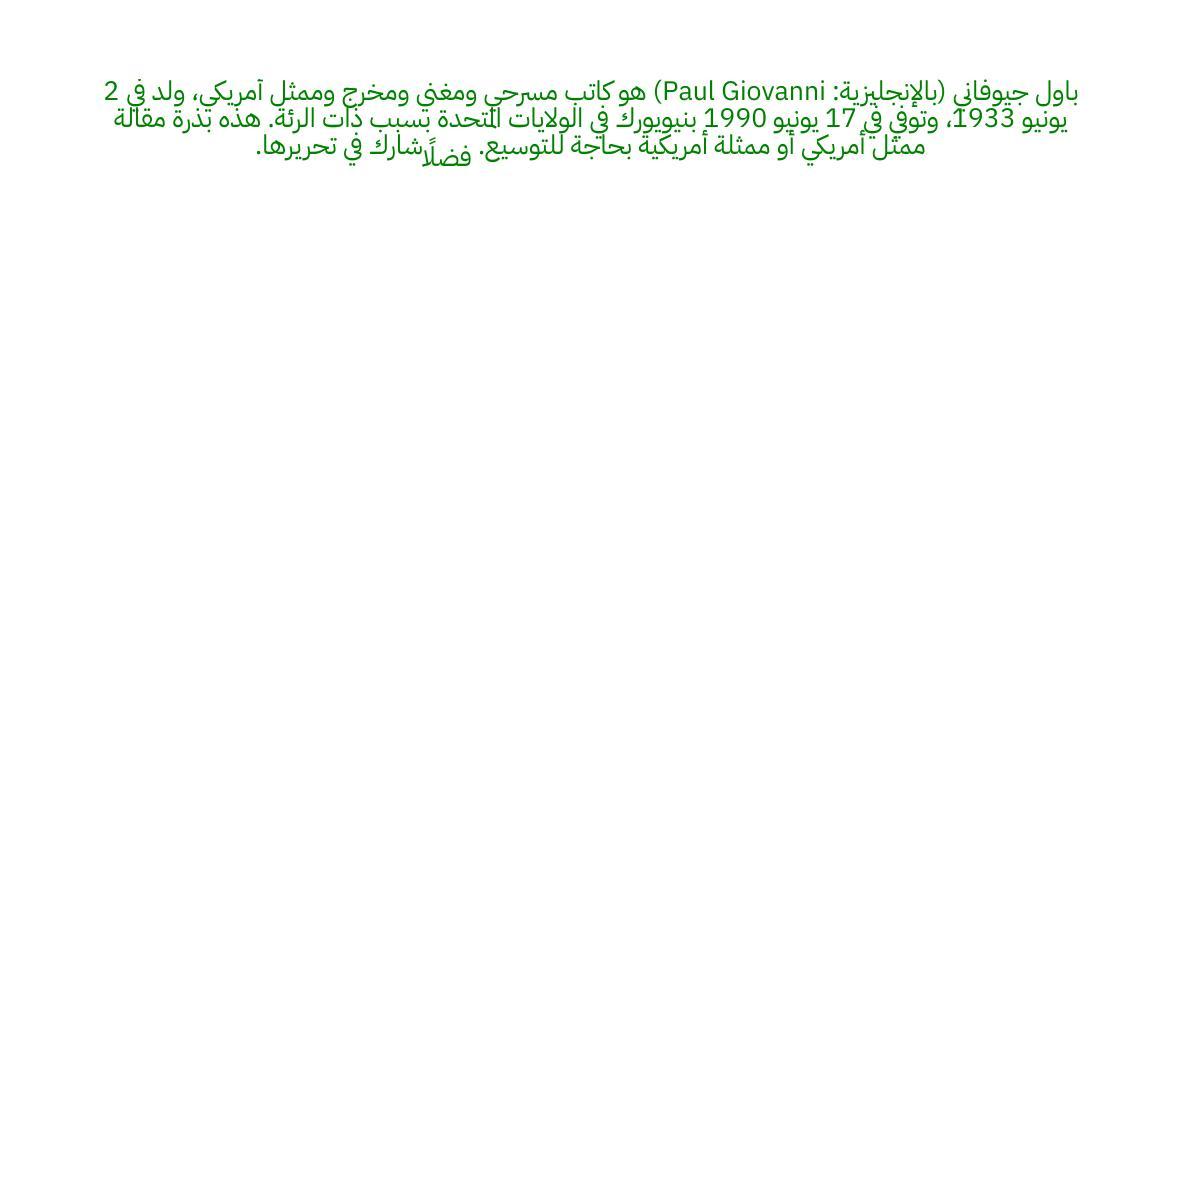 باول جيوفاني (بالإنجليزية: Paul Giovanni) هو كاتب مسرحي ومغني ومخرج وممثل أمريكي، ولد في 2
يونيو 1933، وتوفي في 17 يونيو 1990 بنيويورك في الولايات المتحدة بسبب ذات الرئة. هذه بذرة مقالة
ممثل أمريكي أو ممثلة أمريكية بحاجة للتوسيع. فضلًا شارك في تحريرها.